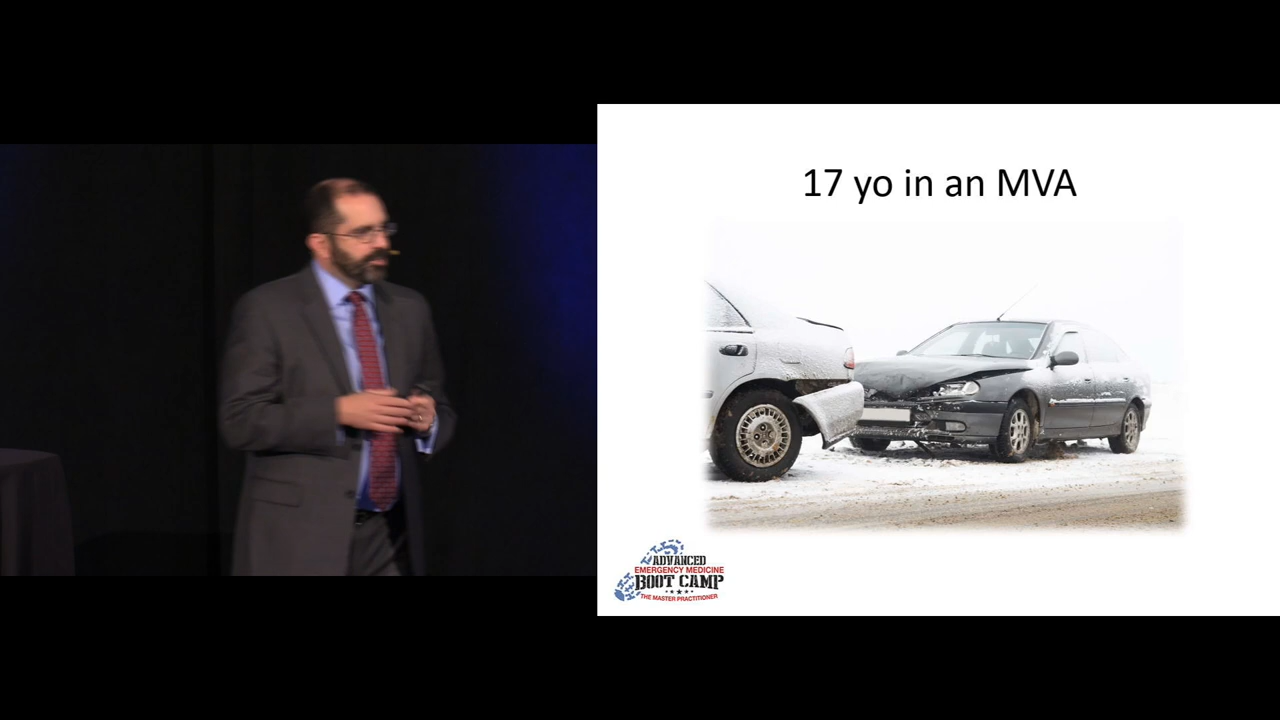 17 yo in an MVA
ADVANCED
EMERGENCY MEDICINE
BOOT CAMP
THE MASTER PRACTITIONER